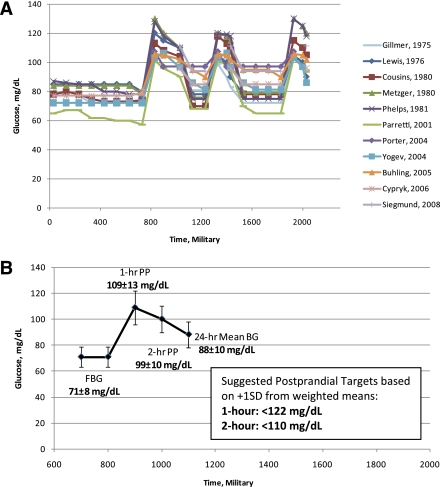 A
160
140
120
100
80
60
40
20
0
Glucose, mg/dL
0 400 800 1200 1600 2000
Time, Military
Gillmer, 1975
Lewis, 1976
Cousins, 1980
Metzger, 1980
Phelps, 1981
Parretti, 2001
Porter, 2004
Yogev, 2004
Buhling, 2005
Cypryk, 2006
Siegmund, 2008
B
140
120
100
80
60
40
20
0
Glucose, mg/dL
1-hr PP
109±13 mg/dL
24-hr Mean BG
88±10 mg/dL
2-hr PP
99±10 mg/dL
FBG
71±8 mg/dL
Suggested Postprandial Targets based
on +1SD from weighted means:
1-hour: <122 mg/dL
2-hour: <110 mg/dL
600 800 1000 1200 1400 1600 1800 2000
Time, Military